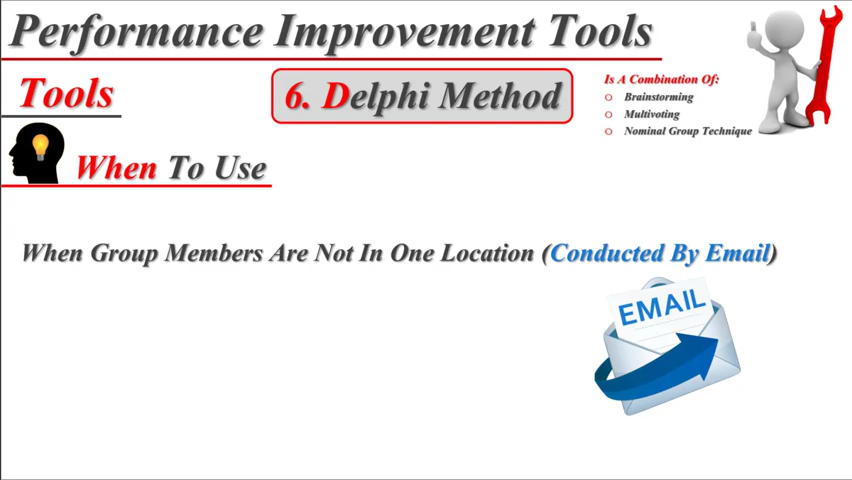 Performance Improvement Tools
Tools
6. Delphi Method
Is A Combination Of:
Brainstorming
Multivoting
Nominal Group Technique
When To Use
When Group Members Are Not In One Location (Conducted By Email)
EMAIL